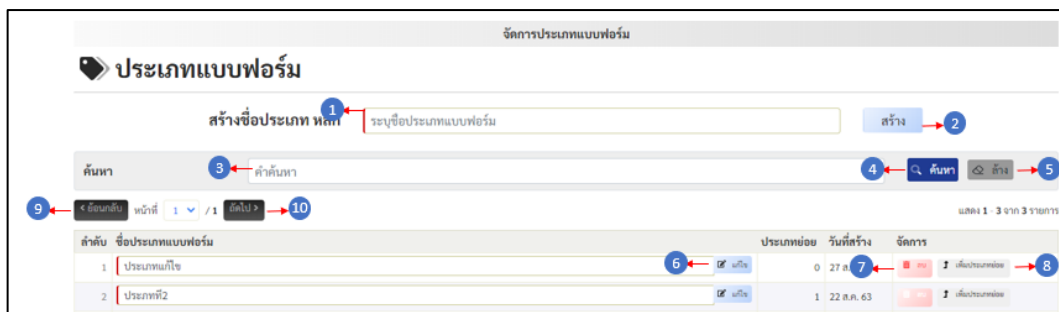 จัดการประเภทแบบฟอร์ม
ประเภทแบบฟอร์ม
สร้างชื่อประเภท หลัก 1 ระบุชื่อประเภทแบบฟอร์ม สร้าง 2
ค้นหา 3 คำค้นหา 4 ค้นหา ล้าง 5
9 < ย้อนกลับ หน้าที่ 1 / 1 ถัดไป > 10 แสดง 1 - 3 จาก 3 รายการ
ลำดับ ชื่อประเภทแบบฟอร์ม ประเภทย่อย วันที่สร้าง จัดการ
1 ประเภทแก้ไข 6 แก้ไข 0 27 7 ลบ เพิ่มประเภทย่อย 8
2 ประเภทที่2 แก้ไข 1 22 ส.ค. 63 เพิ่มประเภทย่อย